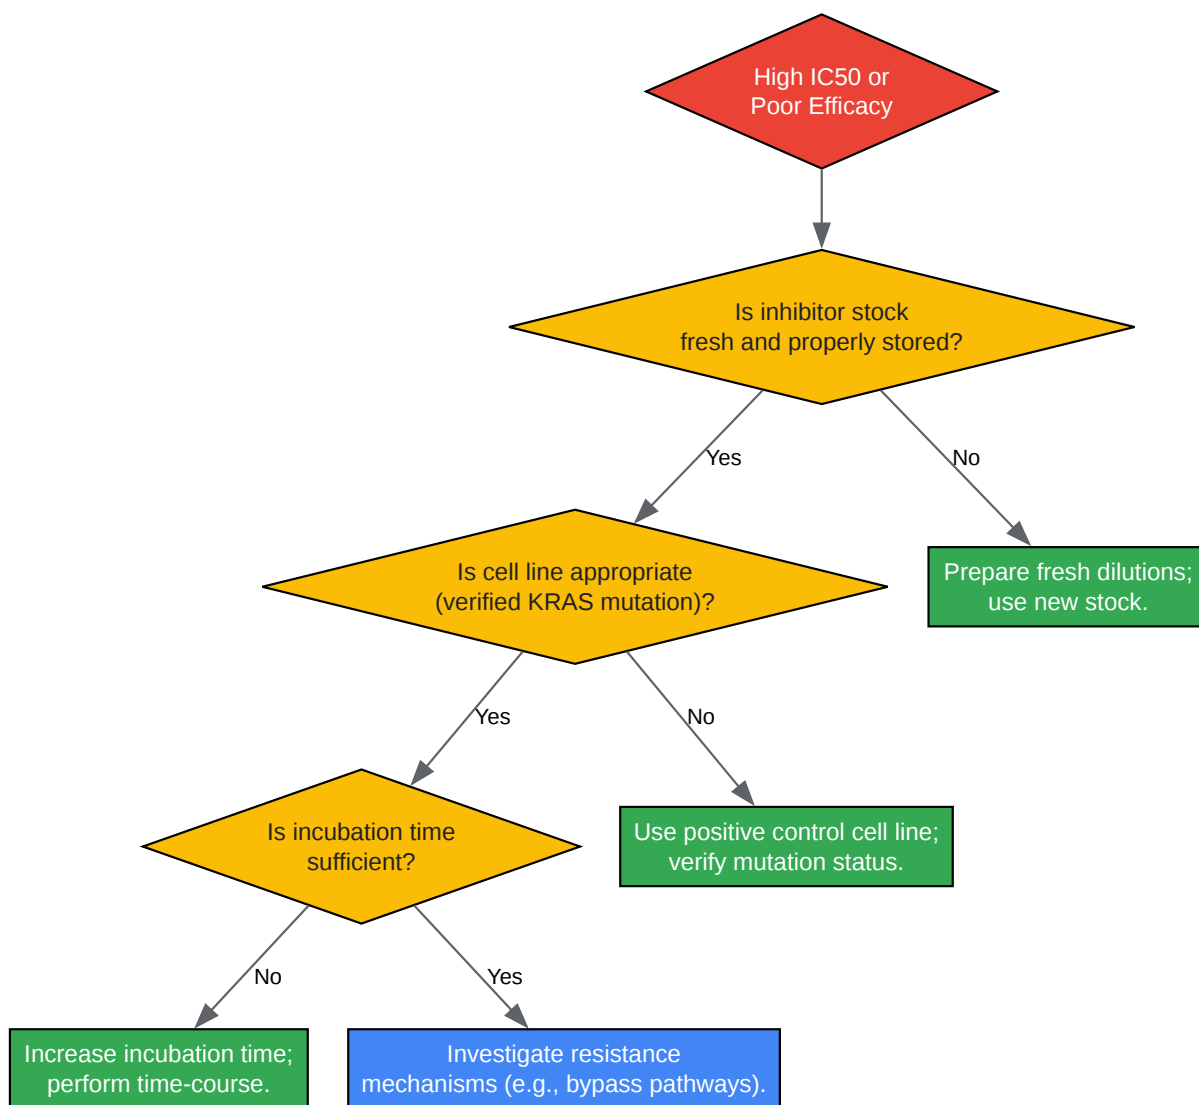 High IC50 or
Poor Efficacy
Is inhibitor stock
fresh and properly stored?
Yes
No
Is cell line appropriate
(verified KRAS mutation)?
Prepare fresh dilutions;
use new stock.
Yes
No
Is incubation time
sufficient?
Use positive control cell line;
verify mutation status.
No
Yes
Increase incubation time;
perform time-course.
Investigate resistance
mechanisms (e.g., bypass pathways).